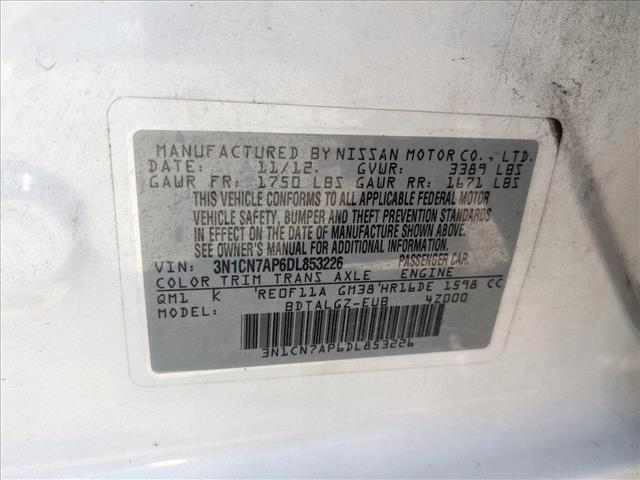 MANUFACTURED BY NISSAN MOTOR CO., LTD.
DATE: 11/12. GVWR: 3389 LBS
GAWR FR: 1750 LBS GAWR RR: 1671 LBS
THIS VEHICLE CONFORMS TO ALL APPLICABLE FEDERAL MOTOR
VEHICLE SAFETY, BUMPER AND THEFT PREVENTION STANDARDS
IN EFFECT ON THE DATE OF MANUFACTURE SHOWN ABOVE.
SEE OWNER'S MANUAL FOR ADDITIONAL INFORMATION.
VIN: 3N1CN7AP6DL853226 PASSENGER CAR.
COLOR TRIM TRANS AXLE ENGINE
QM1 K RE0F11A GM38 HR16DE 1598 CC
MODEL: BDTALGZ-EUB 4Z000
3N1CN7AP6DL853226